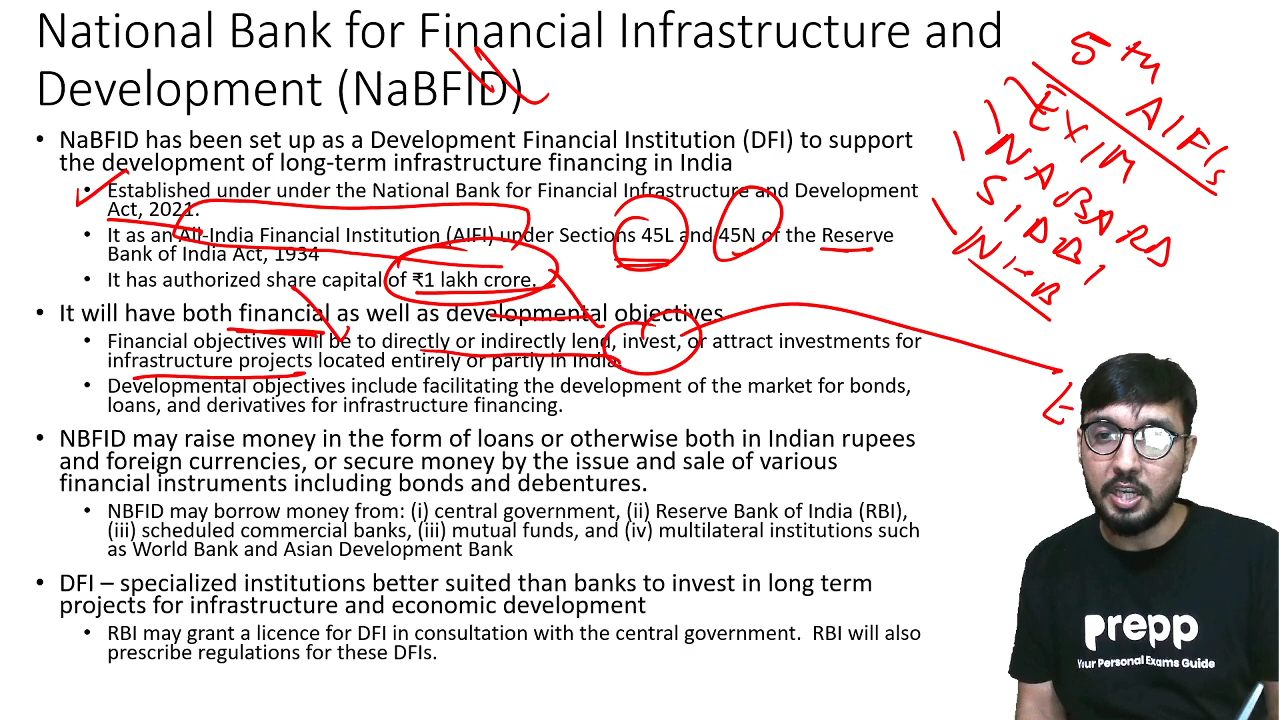 National Bank for Financial Infrastructure and
Development (NaBFID)
• NaBFID has been set up as a Development Financial Institution (DFI) to support
the development of long-term infrastructure financing in India
• Established under under the National Bank for Financial Infrastructure and Development
Act, 2021.
• It as an All-India Financial Institution (AIFI) under Sections 45L and 45N of the Reserve
Bank of India Act, 1934
• It has authorized share capital of ₹1 lakh crore.
• It will have both financial as well as developmental objectives.
• Financial objectives will be to directly or indirectly lend, invest, or attract investments for
infrastructure projects located entirely or partly in India.
• Developmental objectives include facilitating the development of the market for bonds,
loans, and derivatives for infrastructure financing.
• NBFID may raise money in the form of loans or otherwise both in Indian rupees
and foreign currencies, or secure money by the issue and sale of various
financial instruments including bonds and debentures.
• NBFID may borrow money from: (i) central government, (ii) Reserve Bank of India (RBI),
(iii) scheduled commercial banks, (iii) mutual funds, and (iv) multilateral institutions such
as World Bank and Asian Development Bank
• DFI – specialized institutions better suited than banks to invest in long term
projects for infrastructure and economic development
• RBI may grant a licence for DFI in consultation with the central government. RBI will also
prescribe regulations for these DFIs.
5th AIFIs
EXIM
NABARD
SIDBI
NHB
prepp
Your Personal Exams Guide